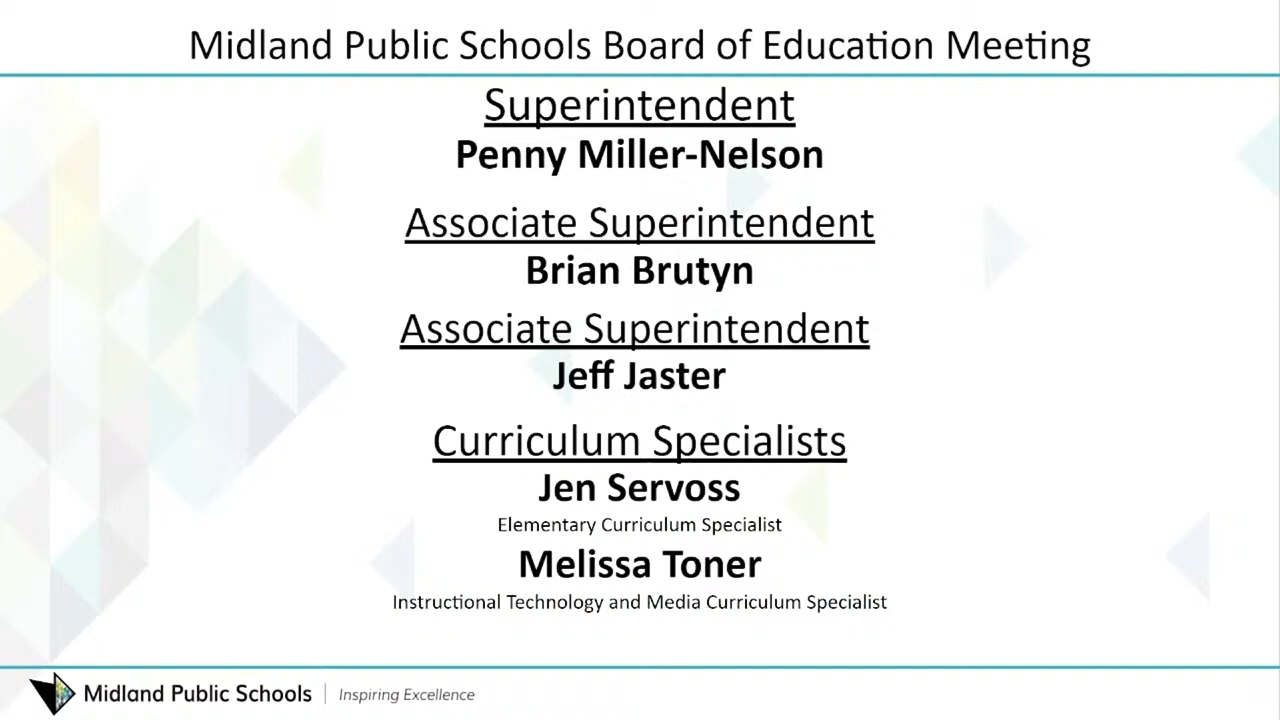 Midland Public Schools Board of Education Meeting
Superintendent
Penny Miller-Nelson
Associate Superintendent
Brian Brutyn
Associate Superintendent
Jeff Jaster
Curriculum Specialists
Jen Servoss
Elementary Curriculum Specialist
Melissa Toner
Instructional Technology and Media Curriculum Specialist
Midland Public Schools | Inspiring Excellence